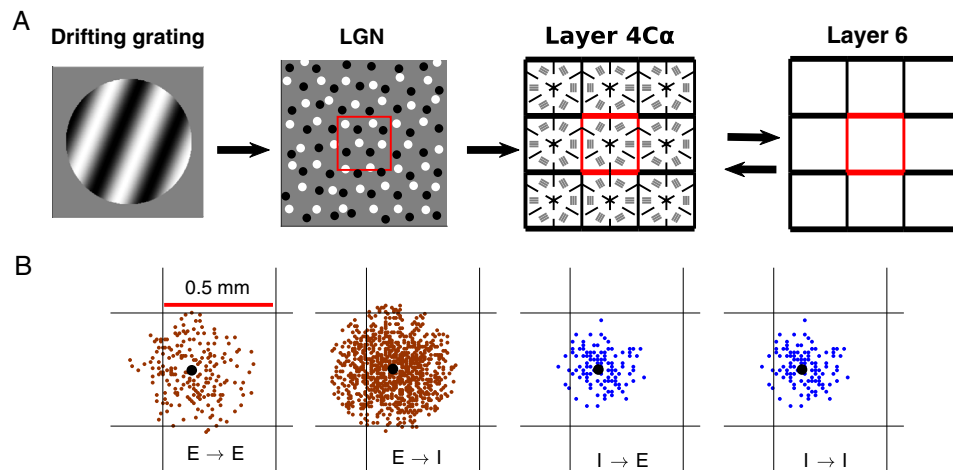 A
Drifting grating
LGN
Layer 4Cα
Layer 6
B
0.5 mm
E → E
E → I
I → E
I → I